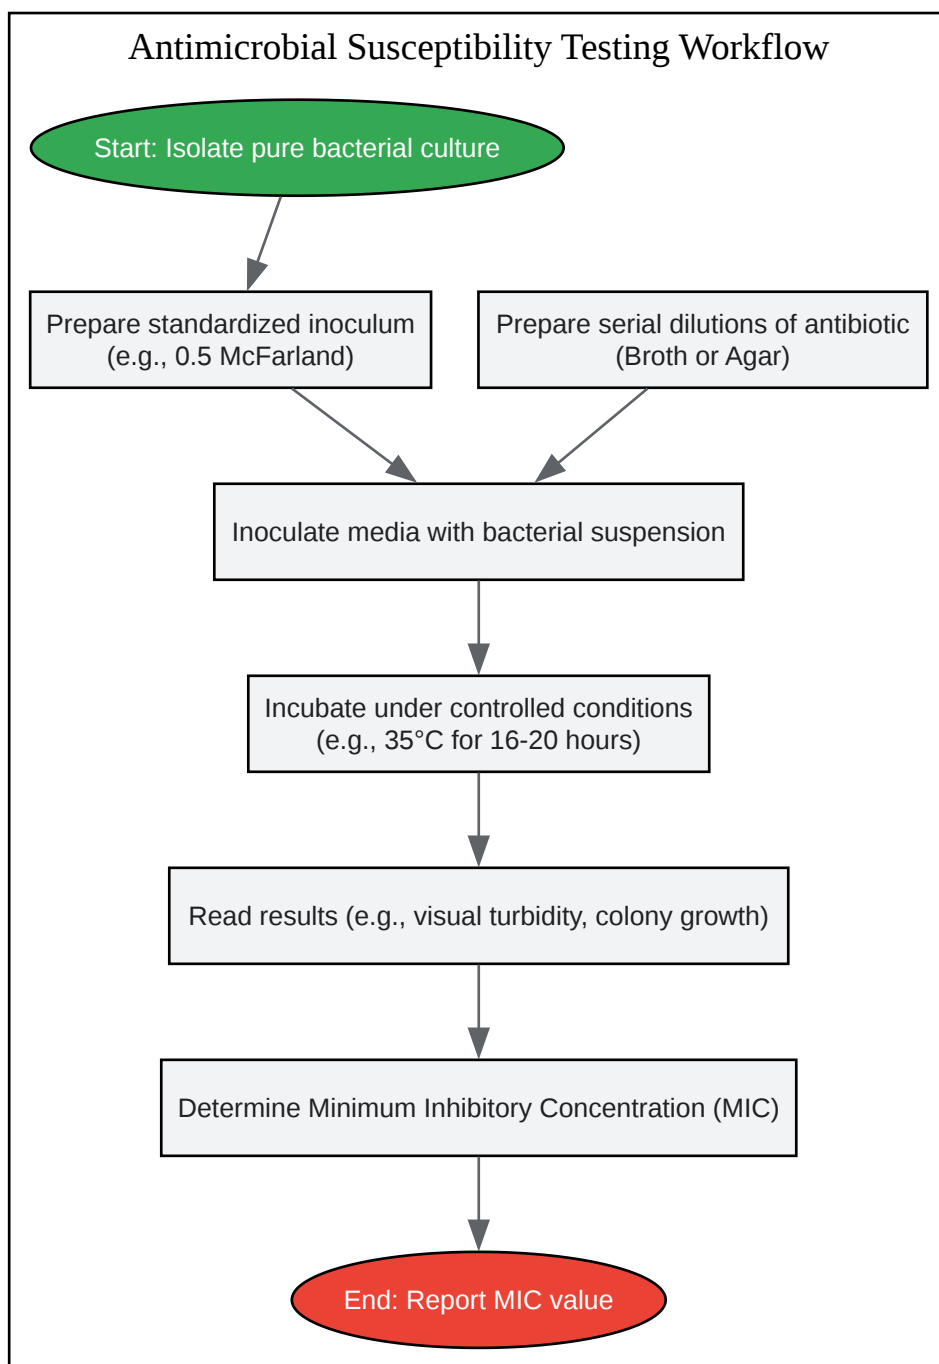 Antimicrobial Susceptibility Testing Workflow
Start: Isolate pure bacterial culture
Prepare standardized inoculum
(e.g., 0.5 McFarland)
Prepare serial dilutions of antibiotic
(Broth or Agar)
Inoculate media with bacterial suspension
Incubate under controlled conditions
(e.g., 35°C for 16-20 hours)
Read results (e.g., visual turbidity, colony growth)
Determine Minimum Inhibitory Concentration (MIC)
End: Report MIC value